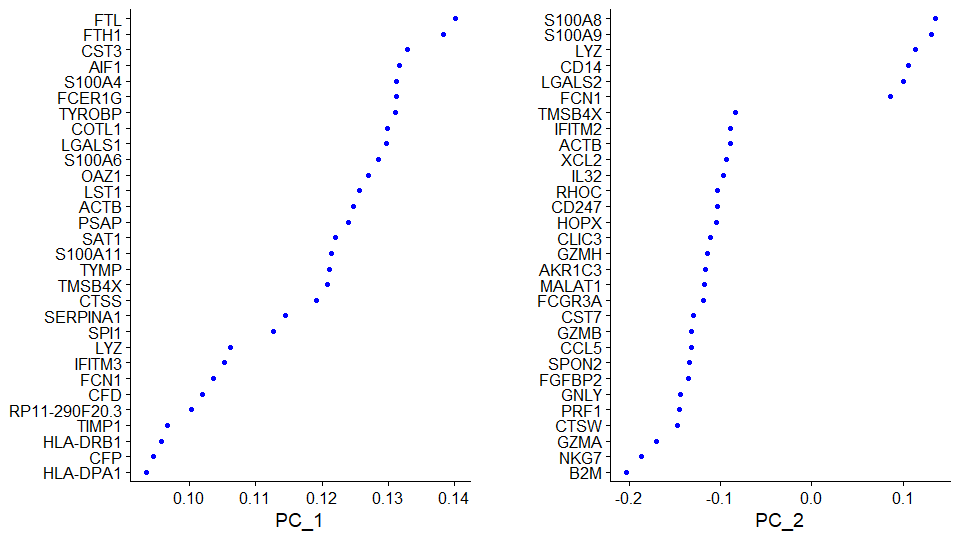 FTL
FTH1
CST3
AIF1
S100A4
FCER1G
TYROBP
COTL1
LGALS1
S100A6
OAZ1
LST1
ACTB
PSAP
SAT1
S100A11
TYMP
TMSB4X
CTSS
SERPINA1
SPI1
LYZ
IFITM3
FCN1
CFD
RP11-290F20.3
TIMP1
HLA-DRB1
CFP
HLA-DPA1
0.10 0.11 0.12 0.13 0.14
PC_1
S100A8
S100A9
LYZ
CD14
LGALS2
FCN1
TMSB4X
IFITM2
ACTB
XCL2
IL32
RHOC
CD247
HOPX
CLIC3
GZMH
AKR1C3
MALAT1
FCGR3A
CST7
GZMB
CCL5
SPON2
FGFBP2
GNLY
PRF1
CTSW
GZMA
NKG7
B2M
-0.2 -0.1 0.0 0.1
PC_2